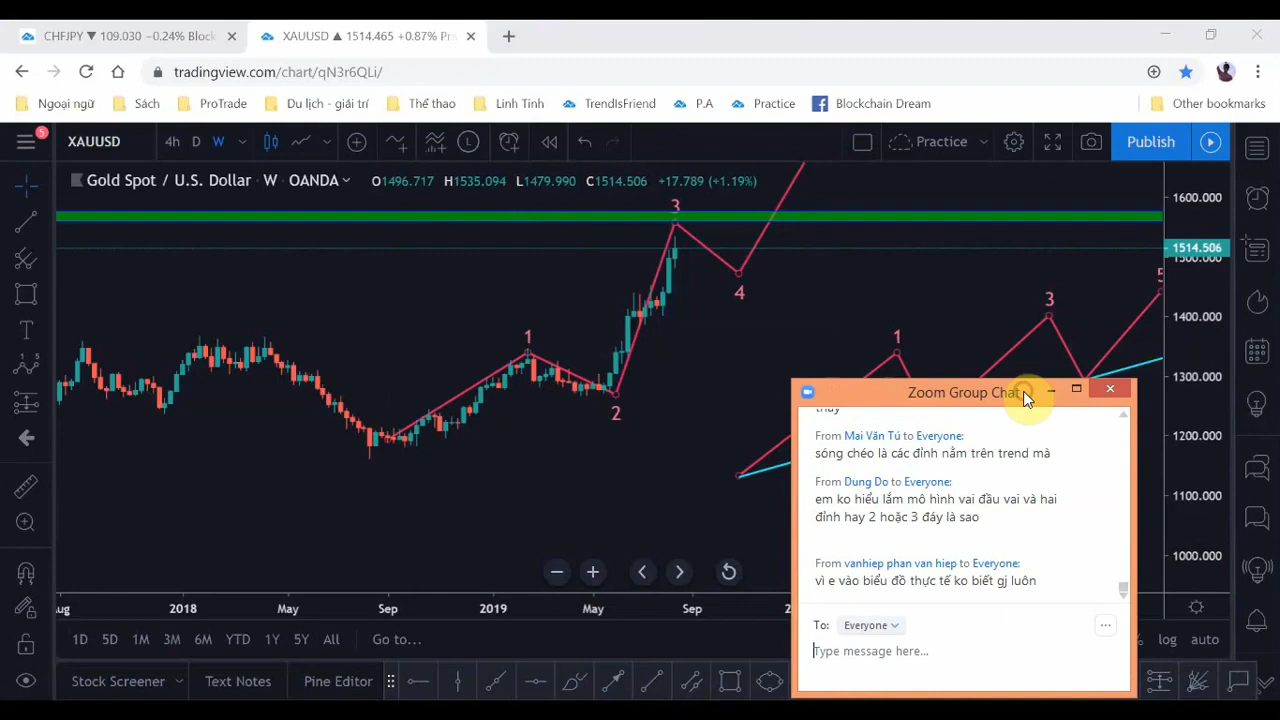 CHFJPY ▼ 109.030 −0.24% Block
XAUUSD ▲ 1514.465 +0.87% Pr
tradingview.com/chart/qN3r6QLi/
Ngoại ngữ
Sách
ProTrade
Du lịch - giải trí
Thể thao
Linh Tinh
TrendIsFriend
P.A
Practice
Blockchain Dream
Other bookmarks
5
XAUUSD
4h
D
W
L
Practice
Publish
Gold Spot / U.S. Dollar · W · OANDA
O1496.717 H1535.094 L1479.990 C1514.506 +17.789 (+1.19%)
1600.000
1514.506
1500.000
1400.000
1300.000
1200.000
1100.000
1000.000
1
2
3
4
1
3
5
Zoom Group Chat
From Mai Văn Tú to Everyone:
sóng chéo là các đỉnh nằm trên trend mà
From Dung Do to Everyone:
em ko hiểu lắm mô hình vai đầu vai và hai
đỉnh hay 2 hoặc 3 đáy là sao
From vanhiep phan van hiep to Everyone:
vì e vào biểu đồ thực tế ko biết gj luôn
To: Everyone
Type message here...
2018
May
Sep
2019
May
Sep
1D 5D 1M 3M 6M YTD 1Y 5Y All Go to...
% log auto
Stock Screener
Text Notes
Pine Editor